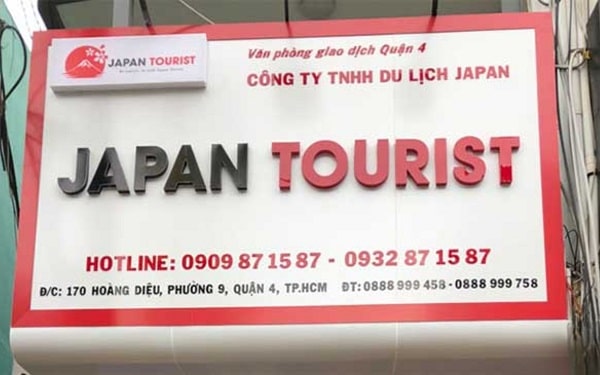 JAPAN TOURIST
Văn phòng giao dịch Quận 4
CÔNG TY TNHH DU LỊCH JAPAN
JAPAN TOURIST
HOTLINE: 0909 87 15 87 - 0932 87 15 87
Đ/C: 170 HOÀNG DIỆU, PHƯỜNG 9, QUẬN 4, TP.HCM ĐT: 0888 999 458 - 0888 999 758